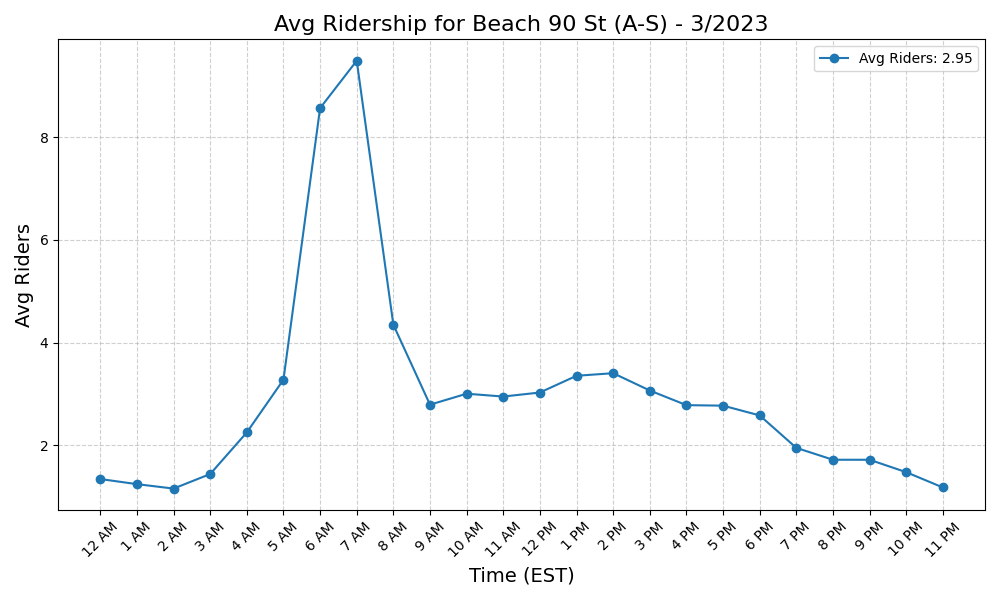 Avg Ridership for Beach 90 St (A-S) - 3/2023
Avg Riders: 2.95
Avg Riders
8
6
4
2
12 AM
1 AM
2 AM
3 AM
4 AM
5 AM
6 AM
7 AM
8 AM
9 AM
10 AM
11 AM
12 PM
1 PM
2 PM
3 PM
4 PM
5 PM
6 PM
7 PM
8 PM
9 PM
10 PM
11 PM
Time (EST)